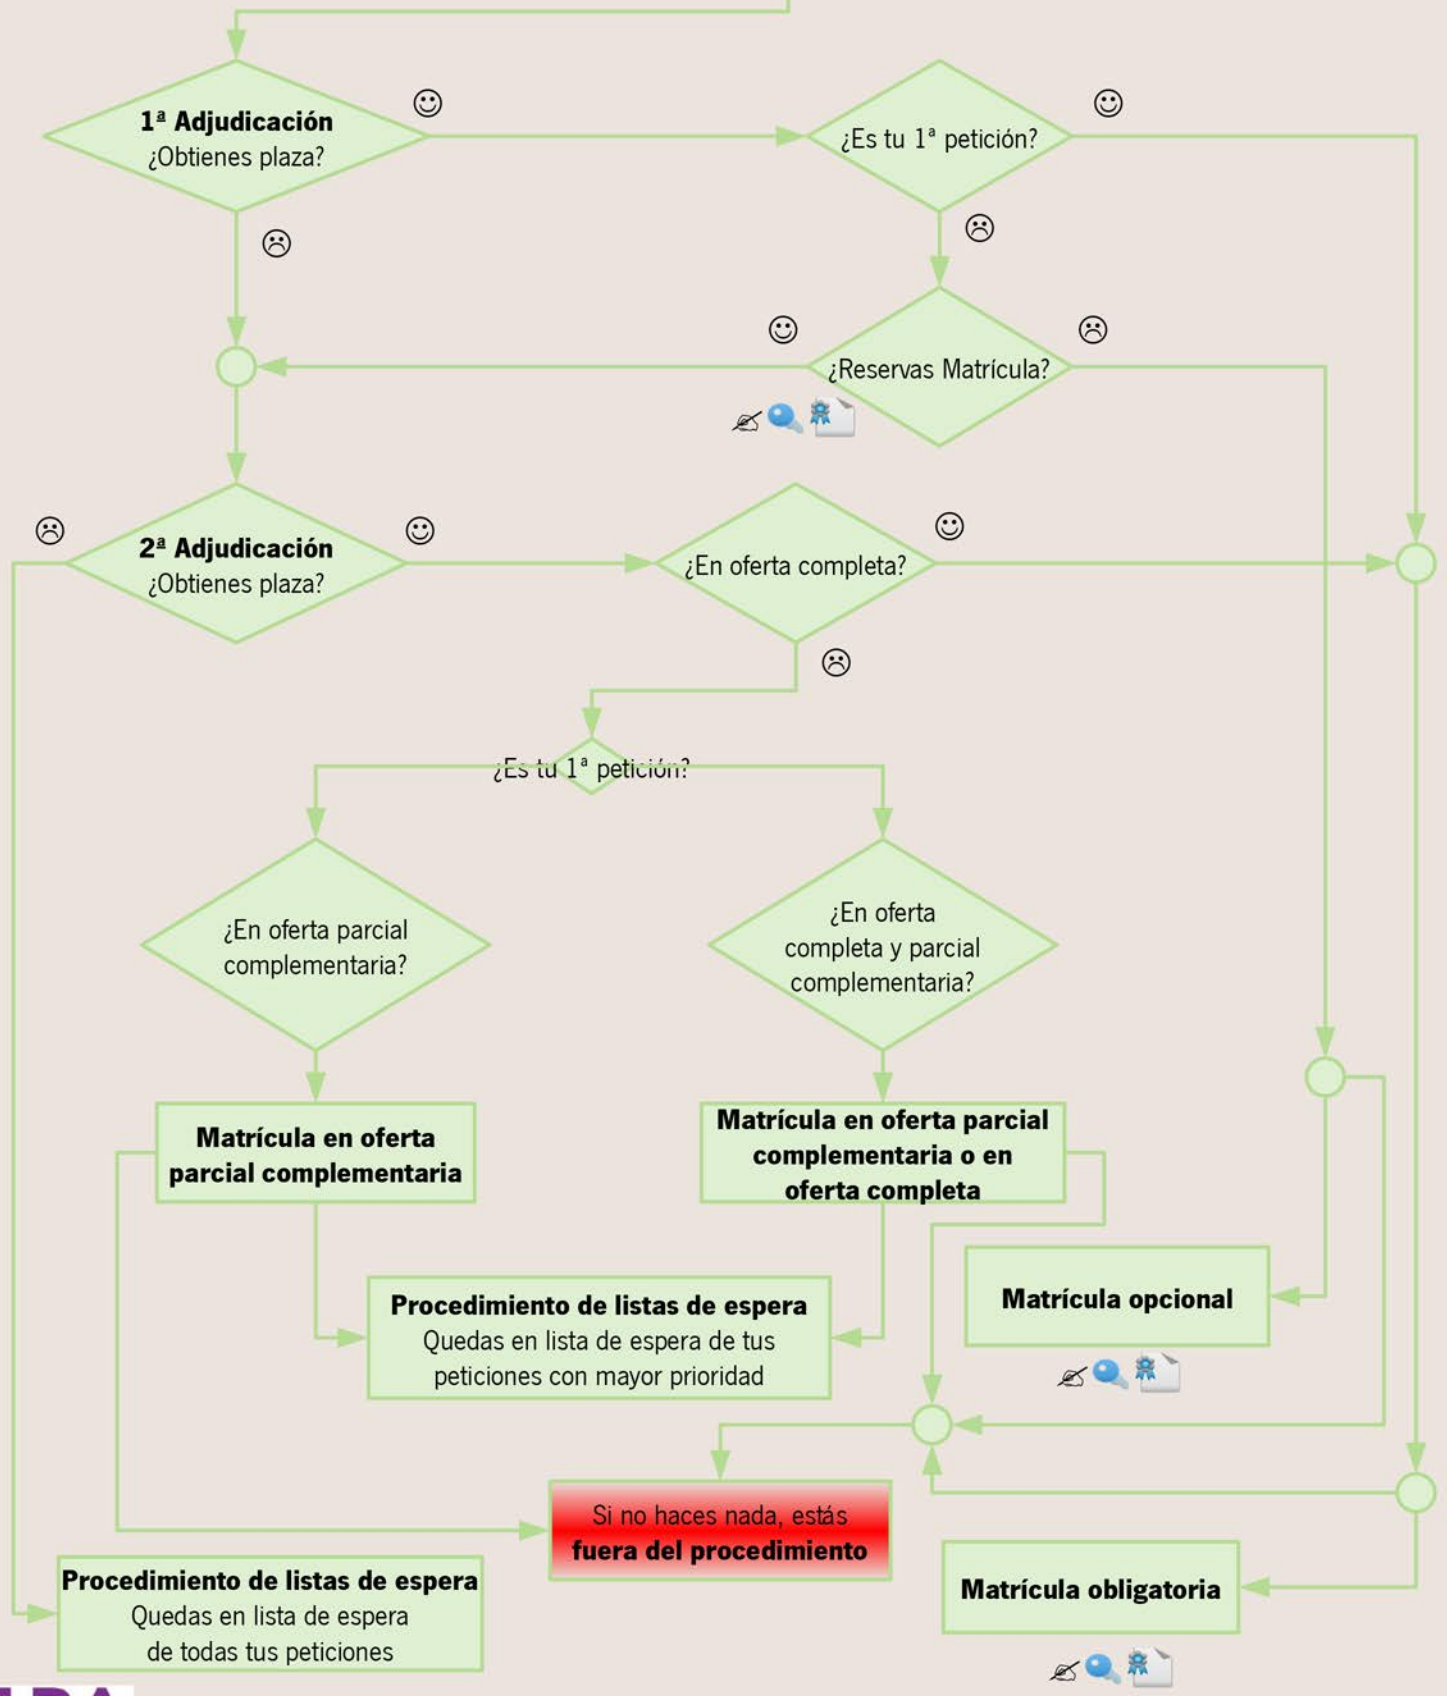 1ª Adjudicación
¿Obtienes plaza?
¿Es tu 1ª petición?
¿Reservas Matrícula?
2ª Adjudicación
¿Obtienes plaza?
¿En oferta completa?
¿Es tu 1ª petición?
¿En oferta parcial
complementaria?
¿En oferta
completa y parcial
complementaria?
Matrícula en oferta
parcial complementaria
Matrícula en oferta parcial
complementaria o en
oferta completa
Procedimiento de listas de espera
Quedas en lista de espera de tus
peticiones con mayor prioridad
Matrícula opcional
Si no haces nada, estás
fuera del procedimiento
Procedimiento de listas de espera
Quedas en lista de espera
de todas tus peticiones
Matrícula obligatoria